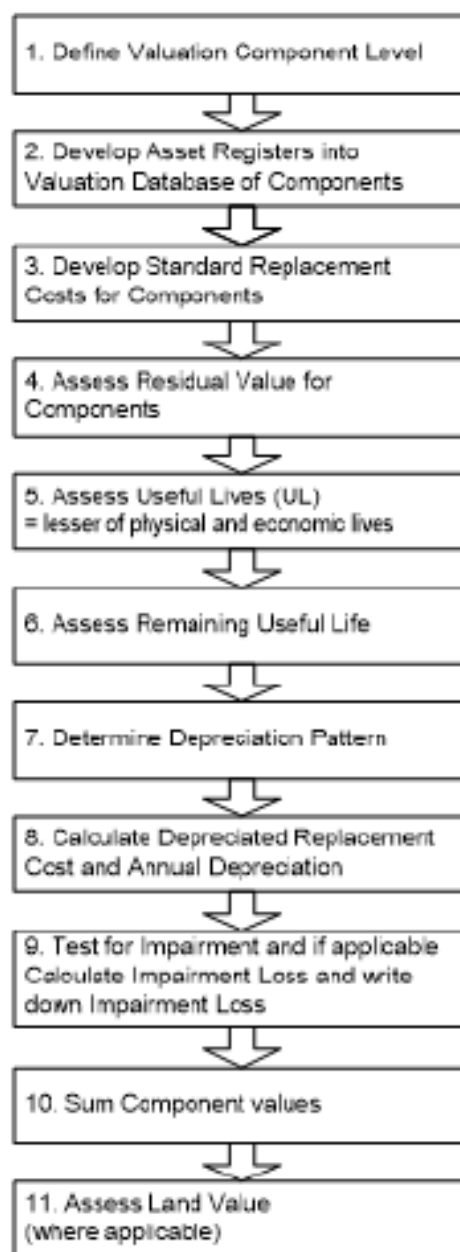 1. Define Valuation Component Level
2. Develop Asset Registers into
Valuation Database of Components
3. Develop Standard Replacement
Costs for Components
4. Assess Residual Value for
Components
5. Assess Useful Lives (UL)
= lesser of physical and economic lives
6. Assess Remaining Useful Life
7. Determine Depreciation Pattern
8. Calculate Depreciated Replacement
Cost and Annual Depreciation
9. Test for Impairment and if applicable
Calculate Impairment Loss and write
down Impairment Loss
10. Sum Component values
11. Assess Land Value
(where applicable)